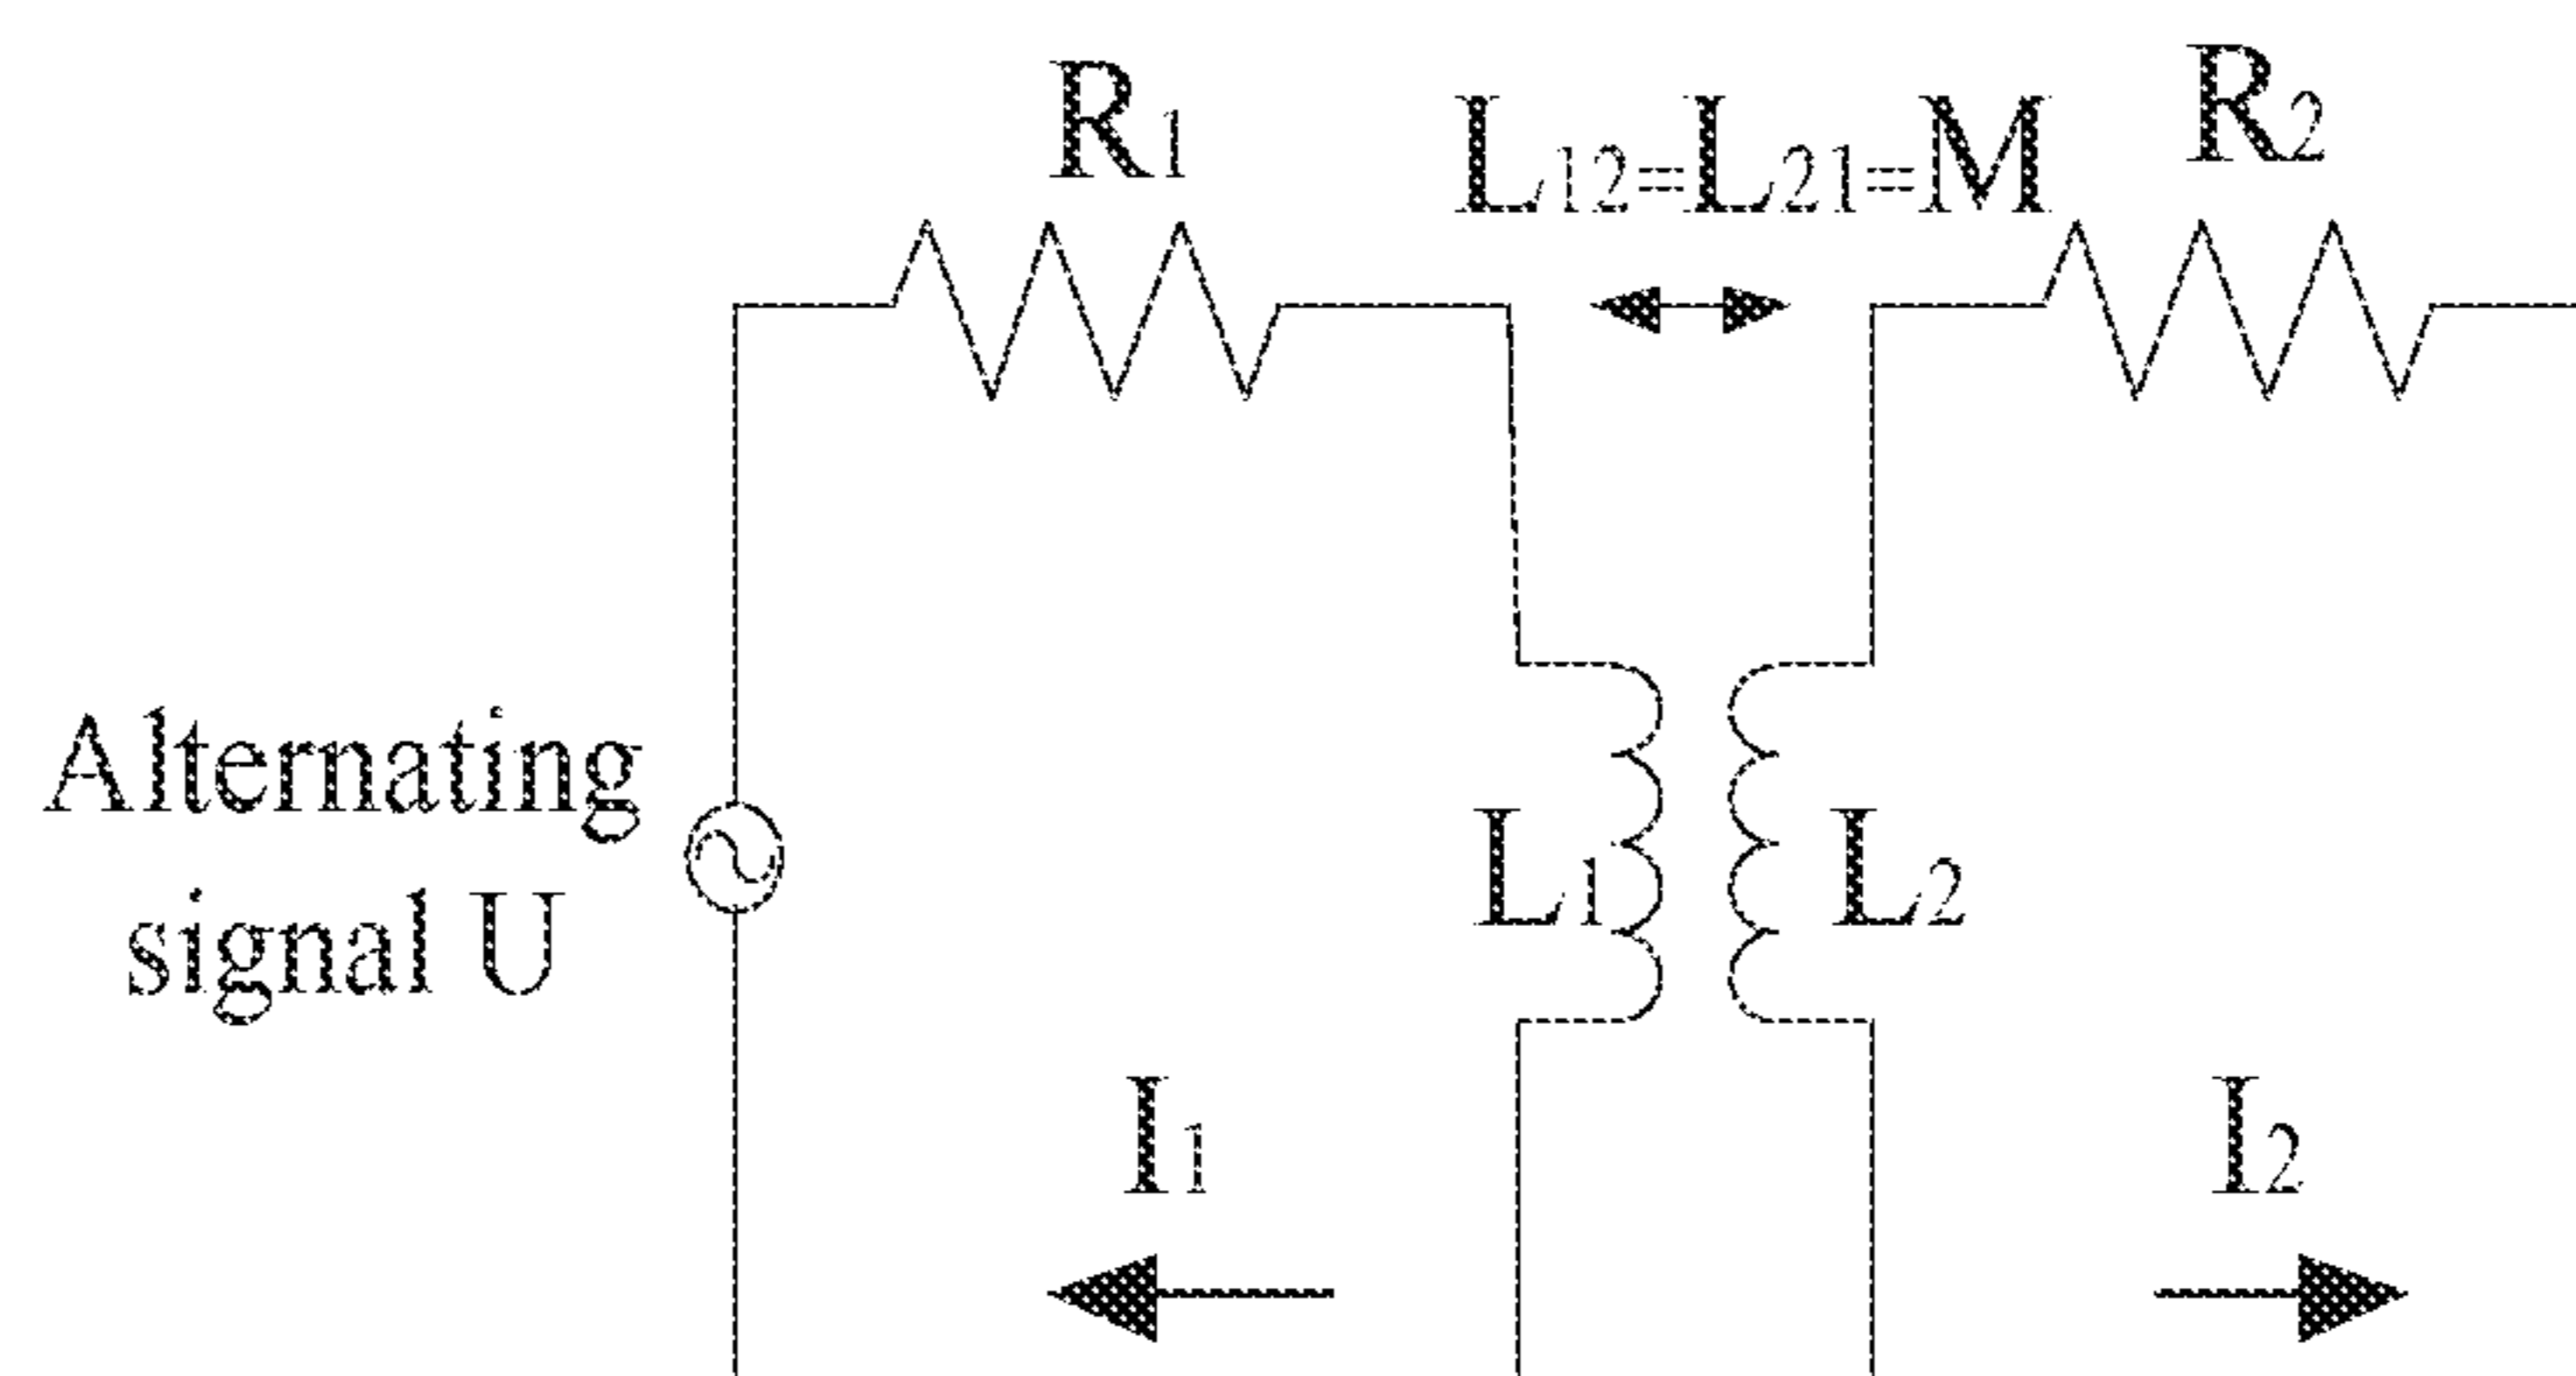 R1
L12=L21=M
R2
Alternating
signal U
L1
L2
I1
I2